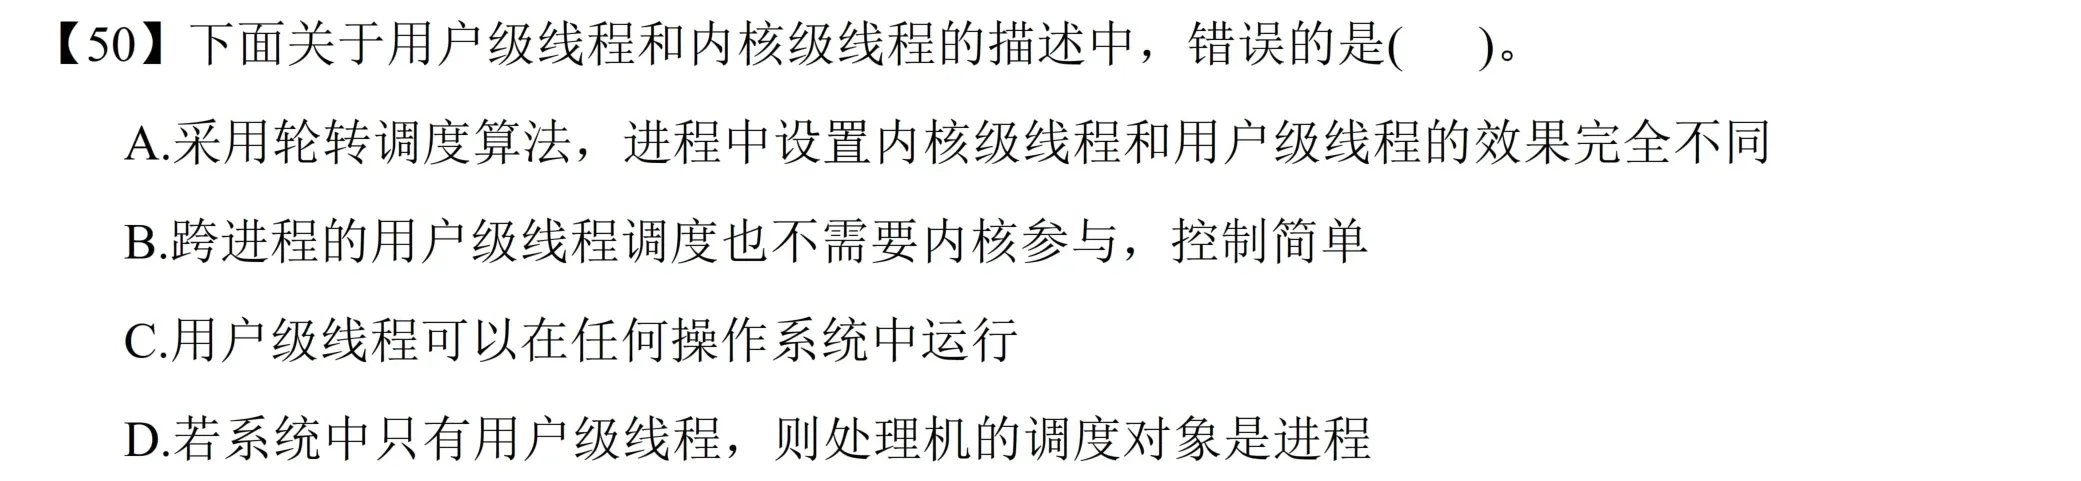 【50】下面关于用户级线程和内核级线程的描述中，错误的是(    )。
A.采用轮转调度算法，进程中设置内核级线程和用户级线程的效果完全不同
B.跨进程的用户级线程调度也不需要内核参与，控制简单
C.用户级线程可以在任何操作系统中运行
D.若系统中只有用户级线程，则处理机的调度对象是进程